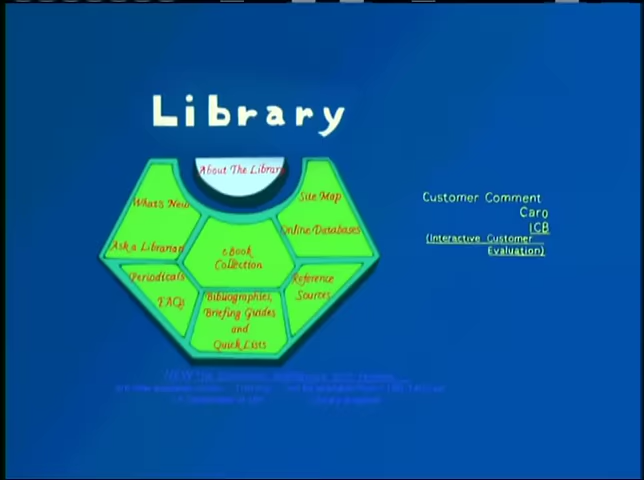 Library
About The Library
What's New
Site Map
Ask a Librarian
Online Databases
eBook
Collection
Periodicals
FAQs
Reference
Sources
Bibliographies,
Briefing Guides
and
Quick Lists
Customer Comment
Card
ICE
(Interactive Customer
Evaluation)